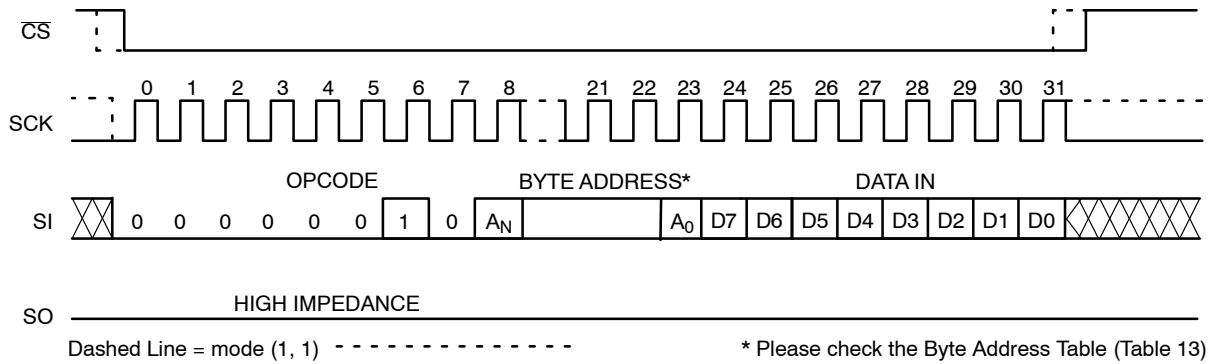 CS
0 1 2 3 4 5 6 7 8 21 22 23 24 25 26 27 28 29 30 31
SCK
OPCODE BYTE ADDRESS* DATA IN
SI 0 0 0 0 0 0 1 0 AN A0 D7 D6 D5 D4 D3 D2 D1 D0
HIGH IMPEDANCE
SO
Dashed Line = mode (1, 1) * Please check the Byte Address Table (Table 13)